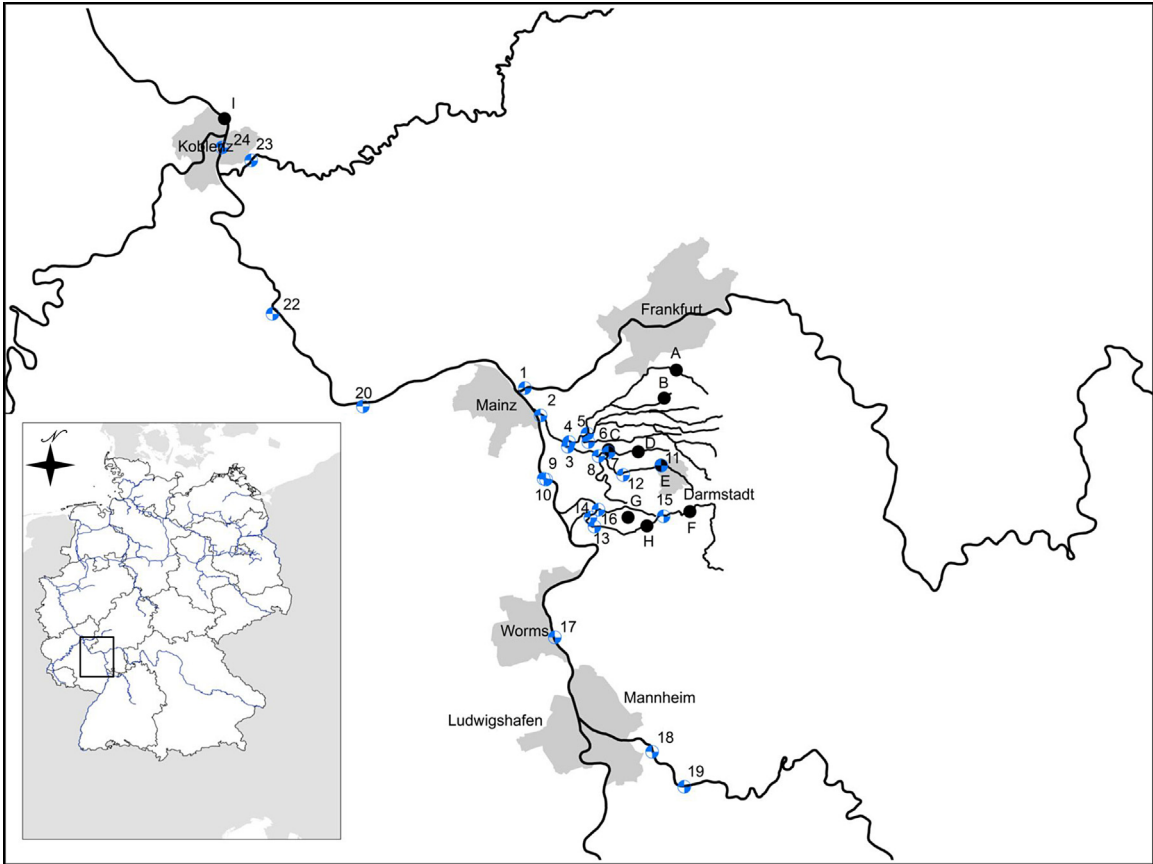 I
Koblenz
24
23
22
Frankfurt
A
1
B
20
Mainz
2
5
4
6
C
D
3
7
8
11
9
12
E
10
Darmstadt
G
15
14
16
F
H
13
N
Worms
17
Mannheim
Ludwigshafen
18
19